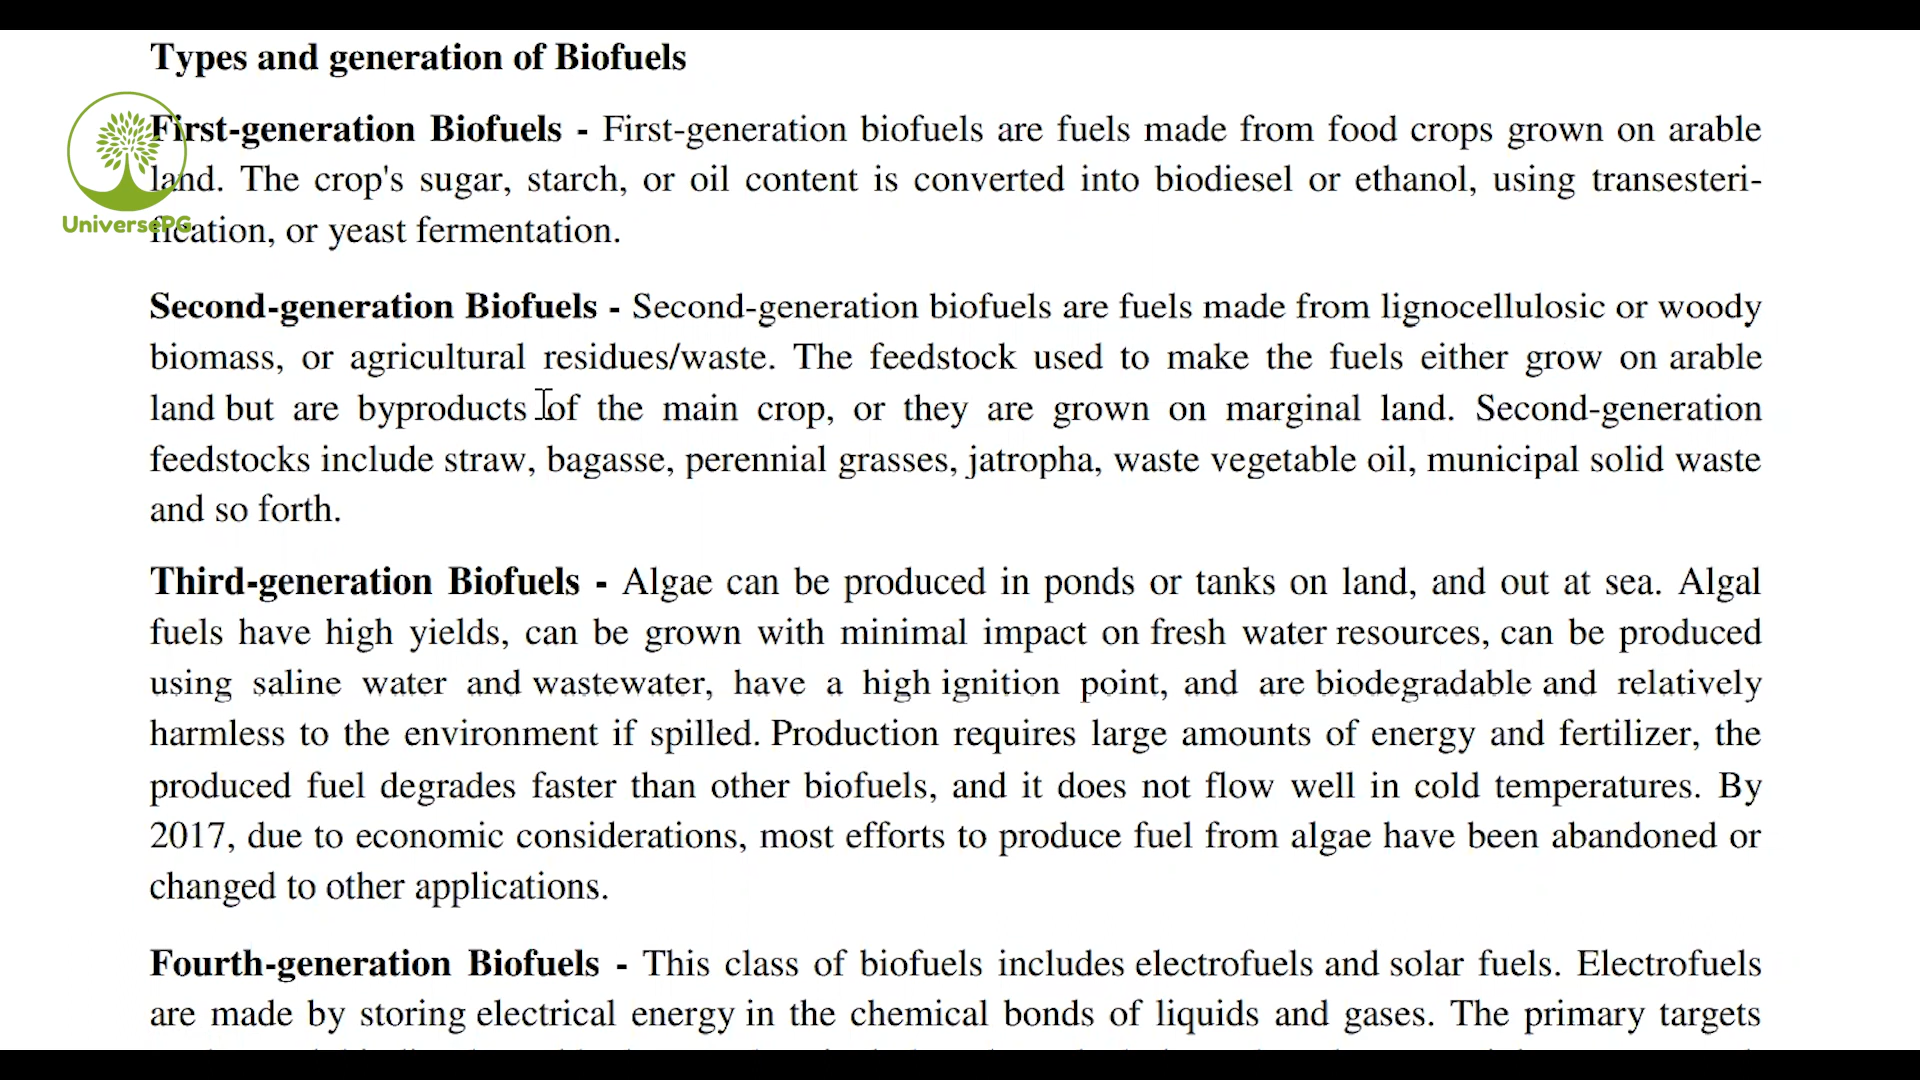 Types and generation of Biofuels
First-generation Biofuels - First-generation biofuels are fuels made from food crops grown on arable
land. The crop's sugar, starch, or oil content is converted into biodiesel or ethanol, using transesteri-
fication, or yeast fermentation.
UniversePG
Second-generation Biofuels - Second-generation biofuels are fuels made from lignocellulosic or woody
biomass, or agricultural residues/waste. The feedstock used to make the fuels either grow on arable
land but are byproducts of the main crop, or they are grown on marginal land. Second-generation
feedstocks include straw, bagasse, perennial grasses, jatropha, waste vegetable oil, municipal solid waste
and so forth.
Third-generation Biofuels - Algae can be produced in ponds or tanks on land, and out at sea. Algal
fuels have high yields, can be grown with minimal impact on fresh water resources, can be produced
using saline water and wastewater, have a high ignition point, and are biodegradable and relatively
harmless to the environment if spilled. Production requires large amounts of energy and fertilizer, the
produced fuel degrades faster than other biofuels, and it does not flow well in cold temperatures. By
2017, due to economic considerations, most efforts to produce fuel from algae have been abandoned or
changed to other applications.
Fourth-generation Biofuels - This class of biofuels includes electrofuels and solar fuels. Electrofuels
are made by storing electrical energy in the chemical bonds of liquids and gases. The primary targets